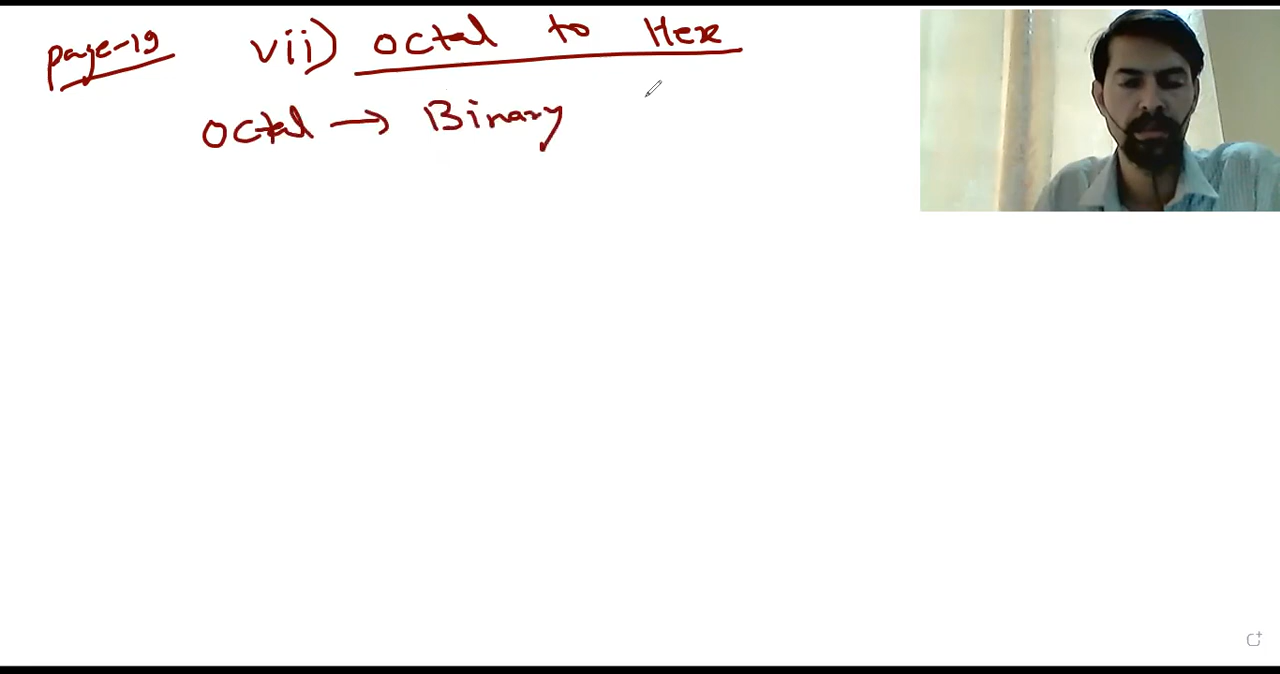 page-19 vii) octal to Hex
octal → Binary